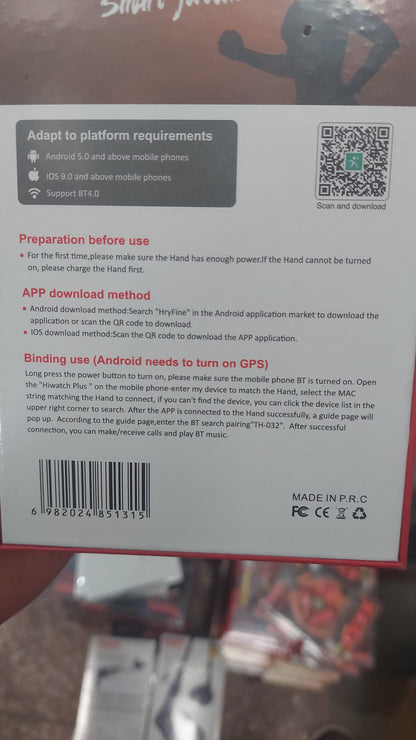 Smart
Adapt to platform requirements
Android 5.0 and above mobile phones
IOS 9.0 and above mobile phones
Support BT4.0
Scan and download
Preparation before use
• For the first time,please make sure the Hand has enough power.If the Hand cannot be turned
on, please charge the Hand first.
APP download method
• Android download method:Search "HryFine" in the Android application market to download the
application or scan the QR code to download.
• IOS download method:Scan the QR code to download the APP application.
Binding use (Android needs to turn on GPS)
Long press the power button to turn on, please make sure the mobile phone BT is turned on. Open
the "Hiwatch Plus " on the mobile phone-enter my device to match the Hand, select the MAC
string matching the Hand to connect, if you can't find the device, you can click the device list in the
upper right corner to search. After the APP is connected to the Hand successfully, a guide page will
pop up. According to the guide page,enter the BT search pairing"TH-032". After successful
connection, you can make/receive calls and play BT music.
6 982024 851315
MADE IN P.R.C
FC CE